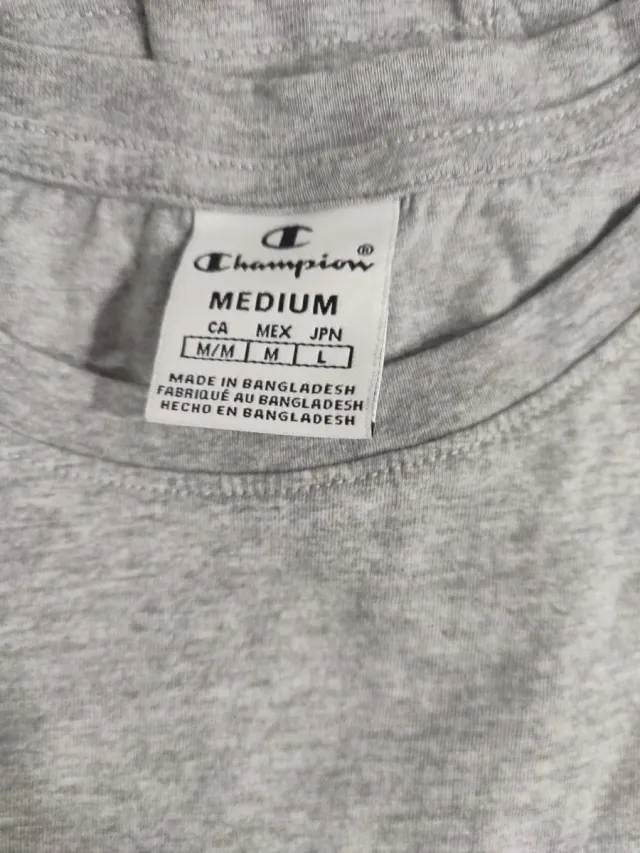 Champion®
MEDIUM
CA MEX JPN
M/M M L
MADE IN BANGLADESH
FABRIQUÉ AU BANGLADESH
HECHO EN BANGLADESH